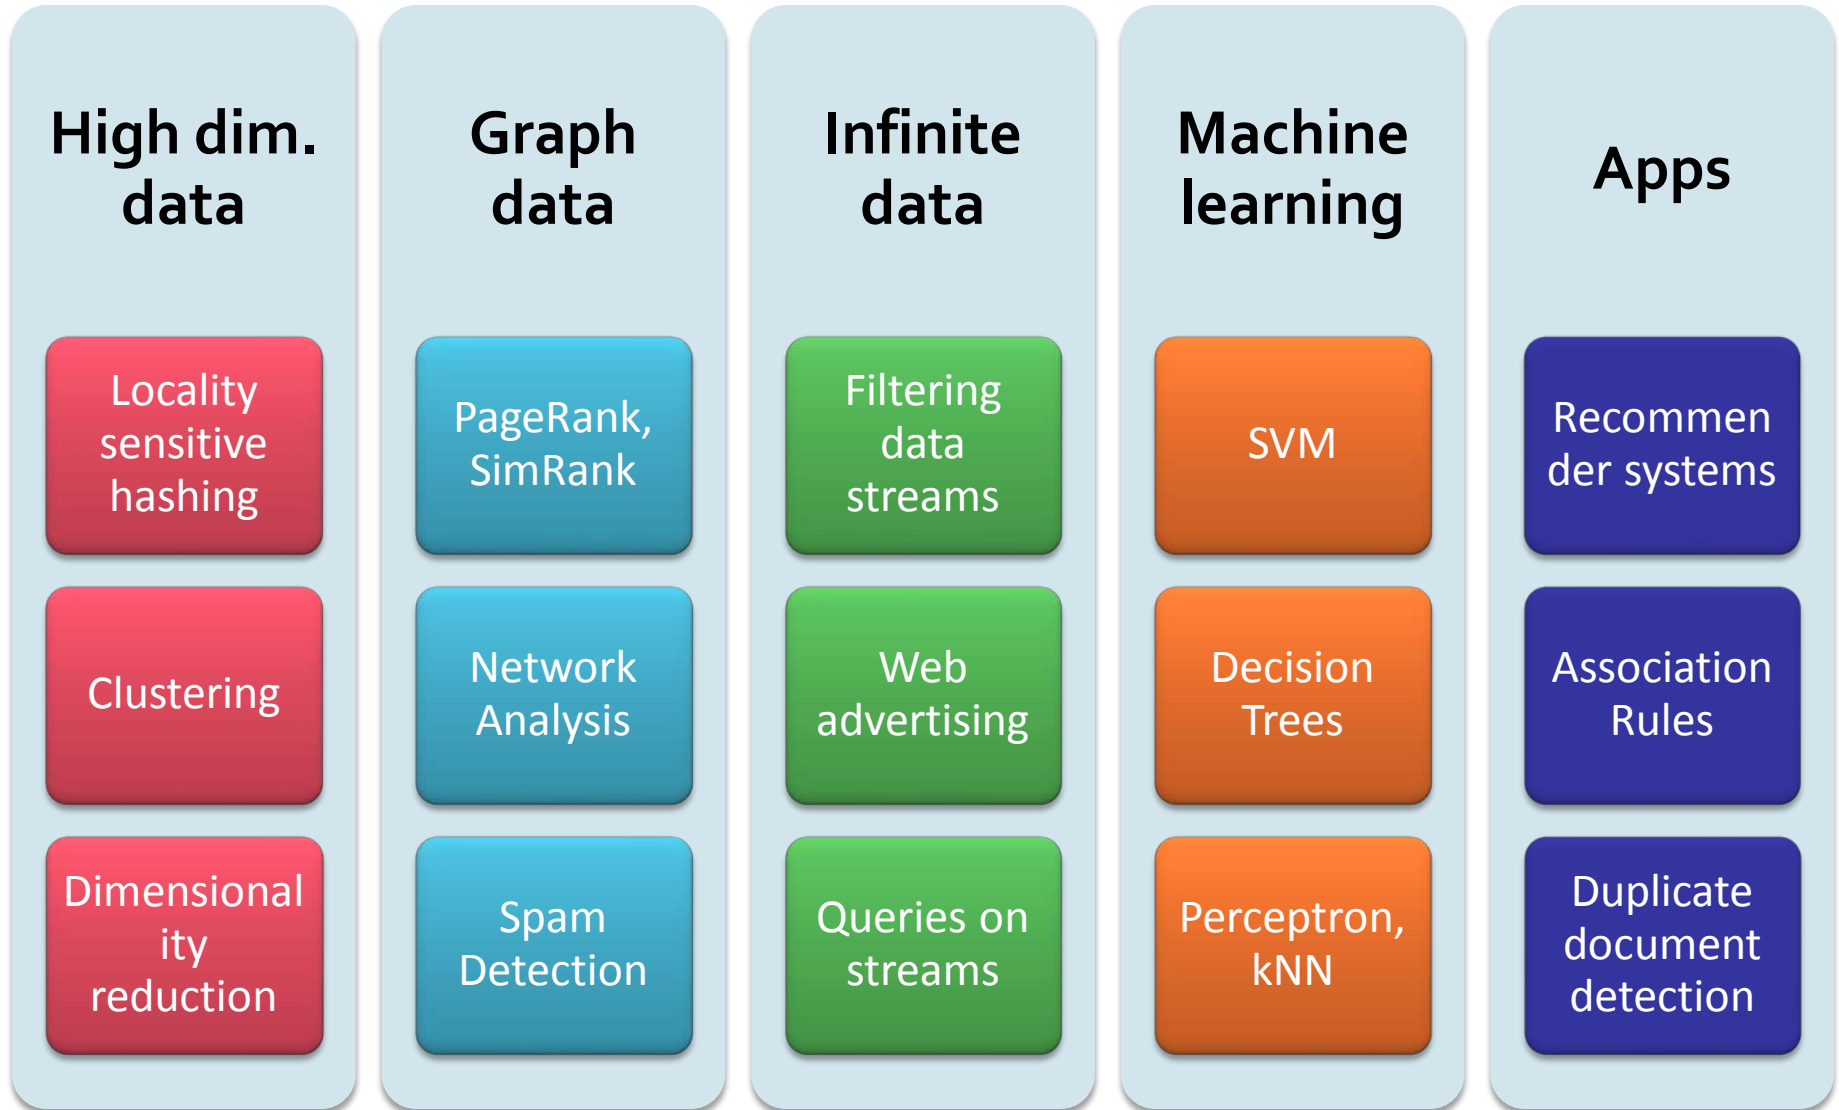 High dim.
data
Locality
sensitive
hashing
Clustering
Dimensional
ity
reduction
Graph
data
PageRank,
SimRank
Network
Analysis
Spam
Detection
Infinite
data
Filtering
data
streams
Web
advertising
Queries on
streams
Machine
learning
SVM
Decision
Trees
Perceptron,
kNN
Apps
Recommen
der systems
Association
Rules
Duplicate
document
detection